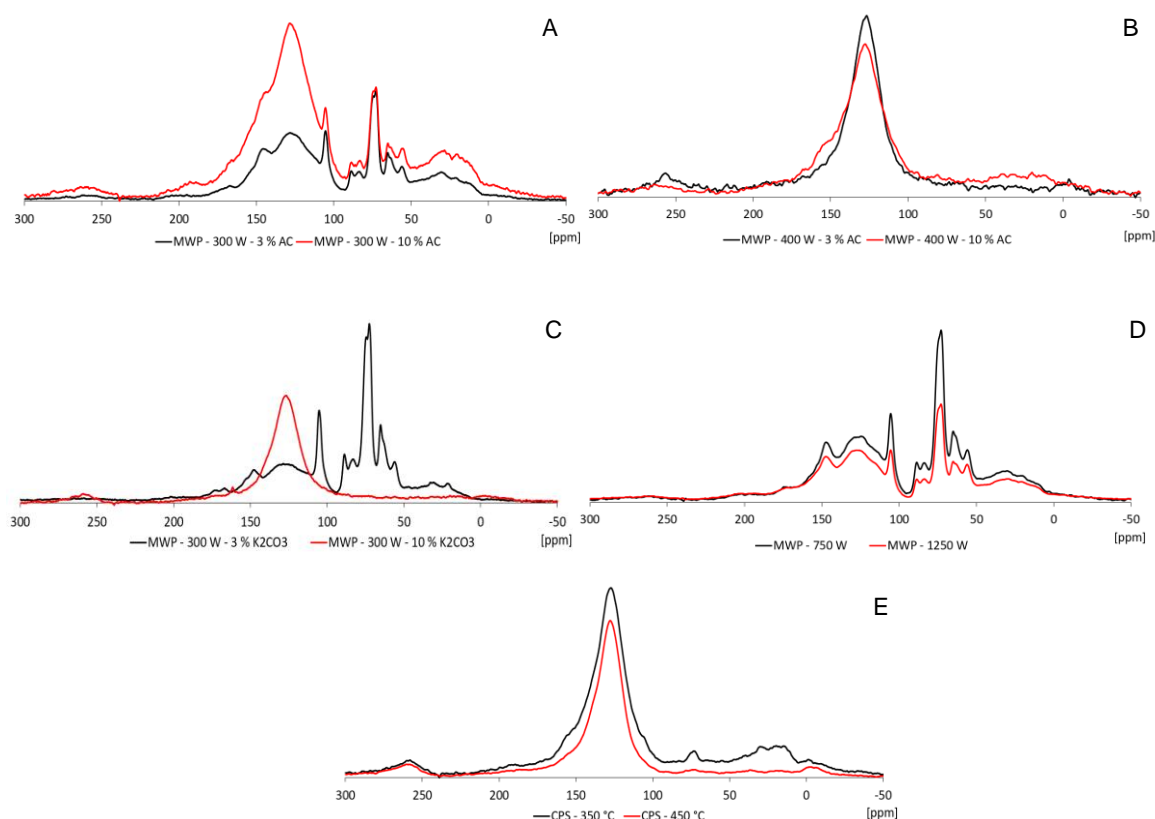 A
300 250 200 150 100 50 0 -50
[ppm]
MWP - 300 W - 3 % AC MWP - 300 W - 10 % AC
B
300 250 200 150 100 50 0 -50
[ppm]
MWP - 400 W - 3 % AC MWP - 400 W - 10 % AC
C
300 250 200 150 100 50 0 -50
[ppm]
MWP - 300 W - 3 % K2CO3 MWP - 300 W - 10 % K2CO3
D
300 250 200 150 100 50 0 -50
[ppm]
MWP - 750 W MWP - 1250 W
E
300 250 200 150 100 50 0 -50
[ppm]
CPS - 350 °C CPS - 450 °C